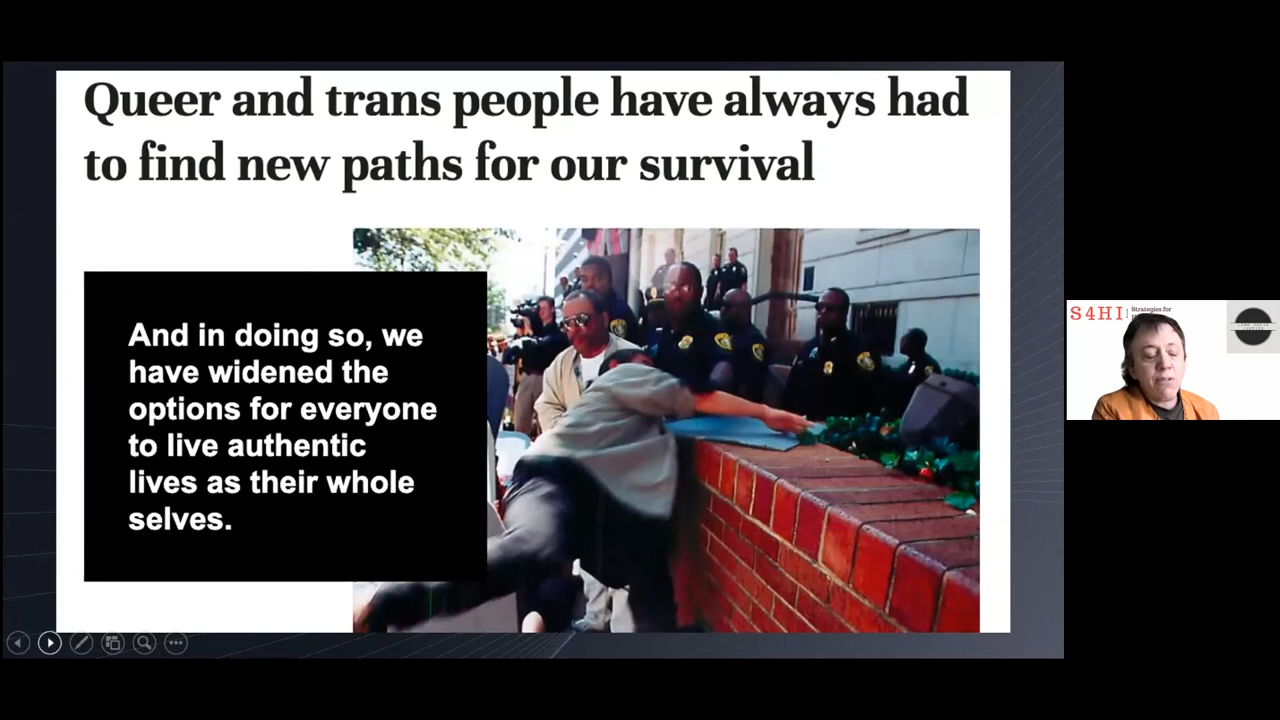 Queer and trans people have always had
to find new paths for our survival
And in doing so, we
have widened the
options for everyone
to live authentic
lives as their whole
selves.
S4HI
Strategies for